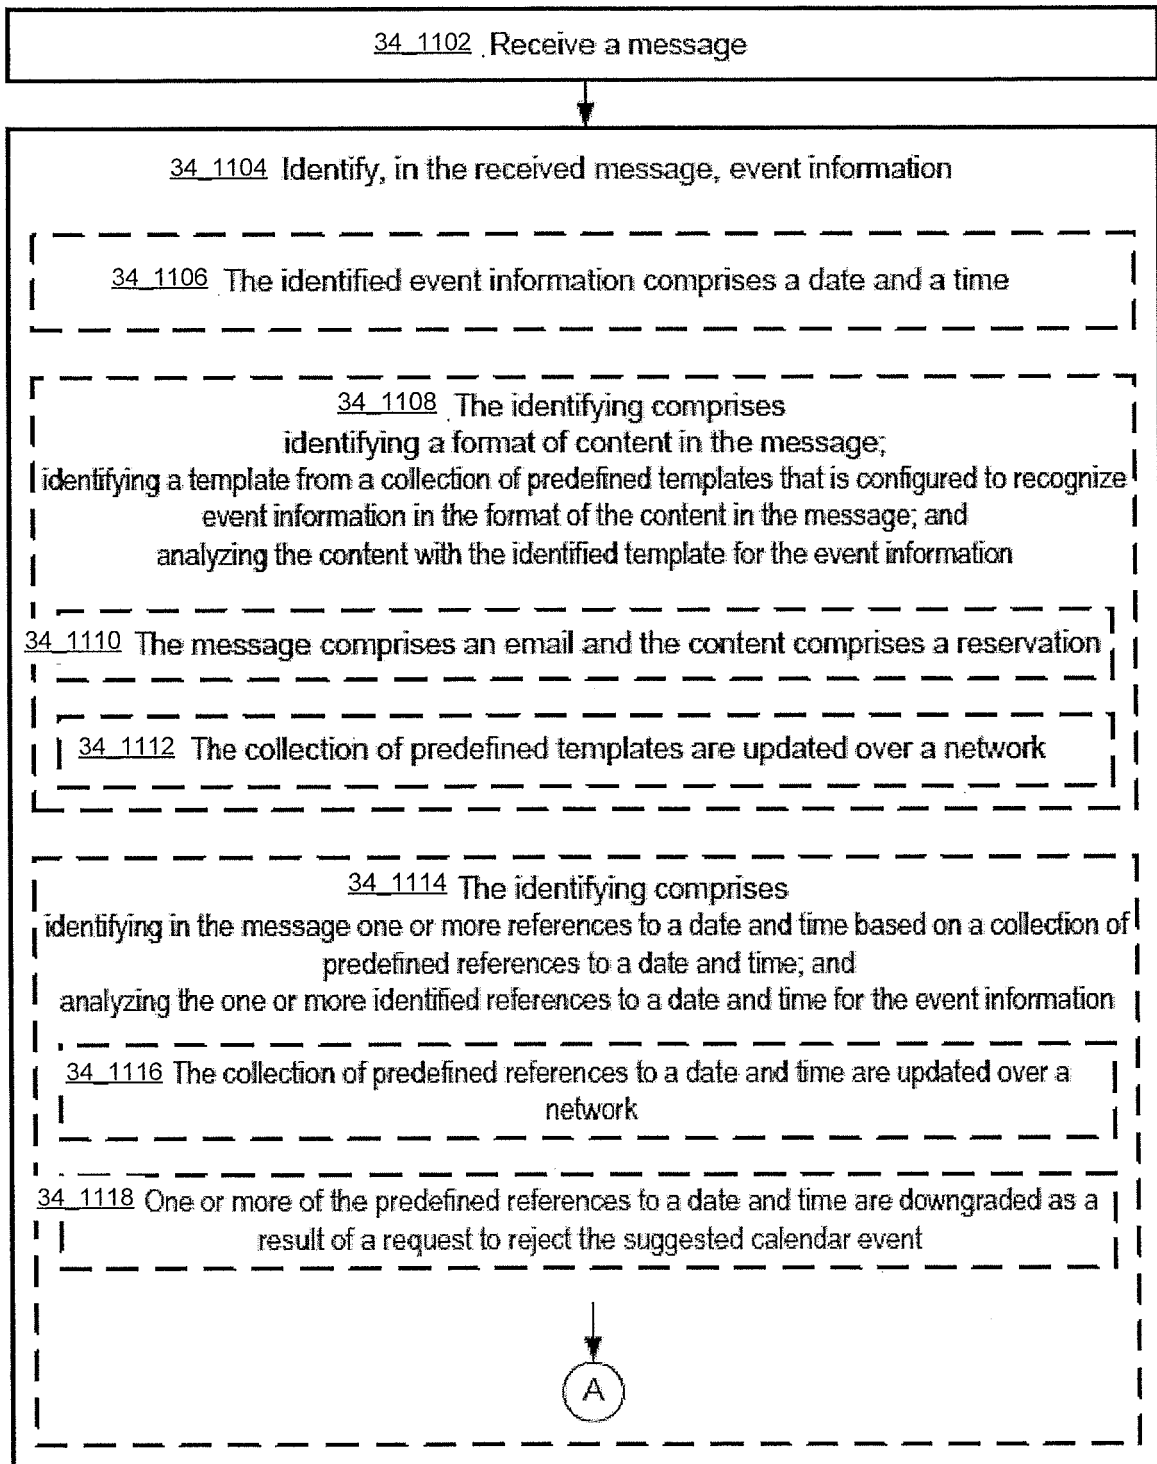 34_1102 Receive a message
34_1104 Identify, in the received message, event information
34_1106 The identified event information comprises a date and a time
34_1108 The identifying comprises
identifying a format of content in the message;
identifying a template from a collection of predefined templates that is configured to recognize
event information in the format of the content in the message; and
analyzing the content with the identified template for the event information
34_1110 The message comprises an email and the content comprises a reservation
34_1112 The collection of predefined templates are updated over a network
34_1114 The identifying comprises
identifying in the message one or more references to a date and time based on a collection of
predefined references to a date and time; and
analyzing the one or more identified references to a date and time for the event information
34_1116 The collection of predefined references to a date and time are updated over a
network
34_1118 One or more of the predefined references to a date and time are downgraded as a
result of a request to reject the suggested calendar event
A